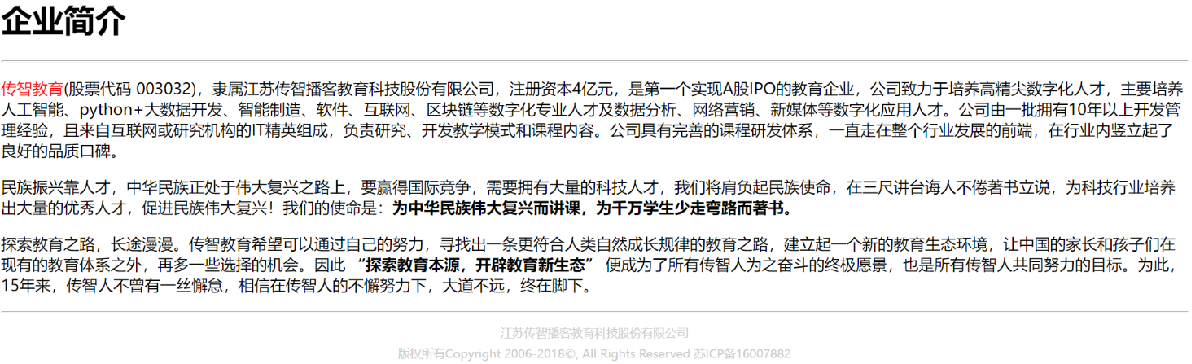 企业简介
传智教育(股票代码 003032)，隶属江苏传智播客教育科技股份有限公司，注册资本4亿元，是第一个实现A股IPO的教育企业，公司致力于培养高精尖数字化人才，主要培养
人工智能、python+大数据开发、智能制造、软件、互联网、区块链等数字化专业人才及数据分析、网络营销、新媒体等数字化应用人才。公司由一批拥有10年以上开发管
理经验，且来自互联网或研究机构的IT精英组成，负责研究、开发教学模式和课程内容。公司具有完善的课程研发体系，一直走在整个行业发展的前端，在行业内竖立起了
良好的品质口碑。
民族振兴靠人才，中华民族正处于伟大复兴之路上，要赢得国际竞争，需要拥有大量的科技人才，我们将肩负起民族使命，在三尺讲台海人不倦著书立说，为科技行业培养
出大量的优秀人才，促进民族伟大复兴！我们的使命是：为中华民族伟大复兴而讲课，为千万学生少走弯路而著书。
探索教育之路，长途漫漫。传智教育希望可以通过自己的努力，寻找出一条更符合人类自然成长规律的教育之路，建立起一个新的教育生态环境，让中国的家长和孩子们在
现有的教育体系之外，再多一些选择的机会。因此 “探索教育本源，开辟教育新生态” 便成为了所有传智人为之奋斗的终极愿景，也是所有传智人共同努力的目标。为此，
15年来，传智人不曾有一丝懈怠，相信在传智人的不懈努力下，大道不远，终在脚下。
江苏传智播客教育科技股份有限公司
版权所有Copyright 2006-2018©, All Rights Reserved 苏ICP备16007882